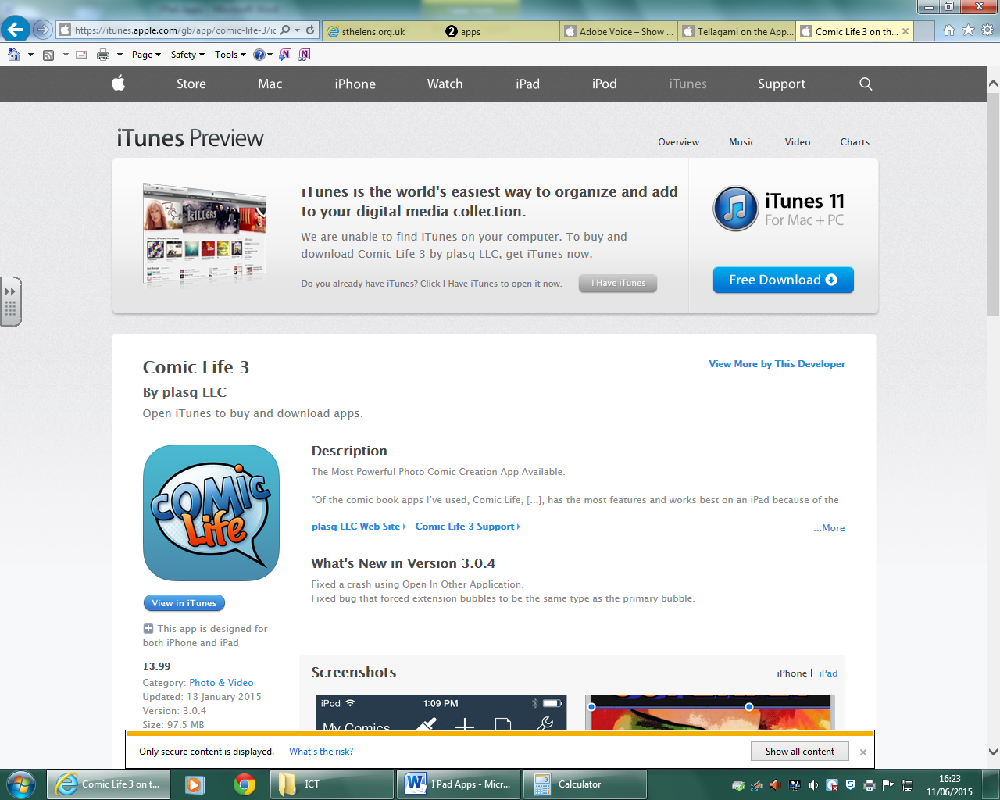 https://itunes.apple.com/gb/app/comic-life-3/ic
sthelens.org.uk
2 apps
Adobe Voice – Show ...
Tellagami on the App...
Comic Life 3 on th...
Page
Safety
Tools
Store
Mac
iPhone
Watch
iPad
iPod
iTunes
Support
iTunes Preview
Overview
Music
Video
Charts
KILLERS
iTunes is the world's easiest way to organize and add
to your digital media collection.
We are unable to find iTunes on your computer. To buy and
download Comic Life 3 by plasq LLC, get iTunes now.
Do you already have iTunes? Click I Have iTunes to open it now.
I Have iTunes
iTunes 11
For Mac + PC
Free Download
Comic Life 3
View More by This Developer
By plasq LLC
Open iTunes to buy and download apps.
COMIC
Life
View in iTunes
This app is designed for
both iPhone and iPad
£3.99
Category: Photo & Video
Updated: 13 January 2015
Version: 3.0.4
Size: 97.5 MB
Description
The Most Powerful Photo Comic Creation App Available.
"Of the comic book apps I've used, Comic Life, [...], has the most features and works best on an iPad because of the
plasq LLC Web Site
Comic Life 3 Support
...More
What's New in Version 3.0.4
Fixed a crash using Open In Other Application.
Fixed bug that forced extension bubbles to be the same type as the primary bubble.
Screenshots
iPhone |
iPad
iPod
1:09 PM
My Comics
Only secure content is displayed.
What's the risk?
Show all content
Comic Life 3 on t...
ICT
I Pad Apps - Micr...
Calculator
16:23
11/06/2015